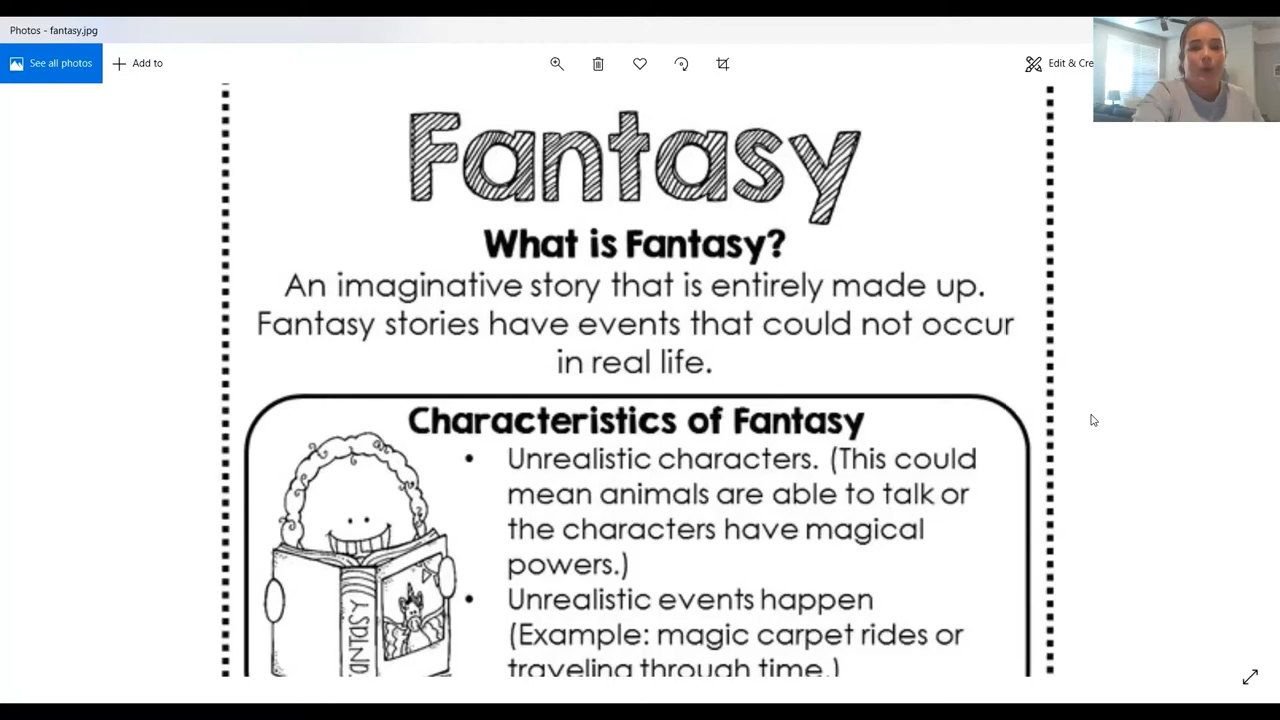 Photos - fantasy.jpg
See all photos
Add to
Edit & Cre
Fantasy
What is Fantasy?
An imaginative story that is entirely made up.
Fantasy stories have events that could not occur
in real life.
Characteristics of Fantasy
• Unrealistic characters. (This could
mean animals are able to talk or
the characters have magical
powers.)
• Unrealistic events happen
(Example: magic carpet rides or
traveling through time.)
NTASY